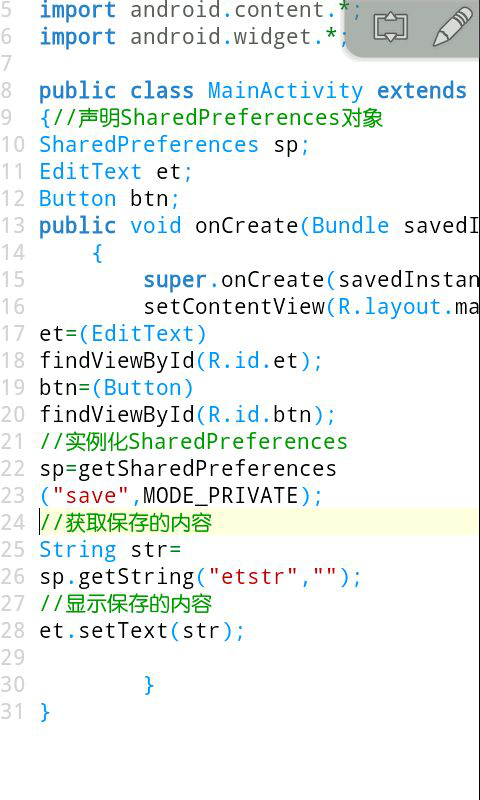 5 import android.content.*;
6 import android.widget.*;
7
8 public class MainActivity extends
9 {//声明SharedPreferences对象
10 SharedPreferences sp;
11 EditText et;
12 Button btn;
13 public void onCreate(Bundle savedI
14 {
15 super.onCreate(savedInstan
16 setContentView(R.layout.ma
17 et=(EditText)
18 findViewById(R.id.et);
19 btn=(Button)
20 findViewById(R.id.btn);
21 //实例化SharedPreferences
22 sp=getSharedPreferences
23 ("save",MODE_PRIVATE);
24 //获取保存的内容
25 String str=
26 sp.getString("etstr","");
27 //显示保存的内容
28 et.setText(str);
29
30 }
31 }